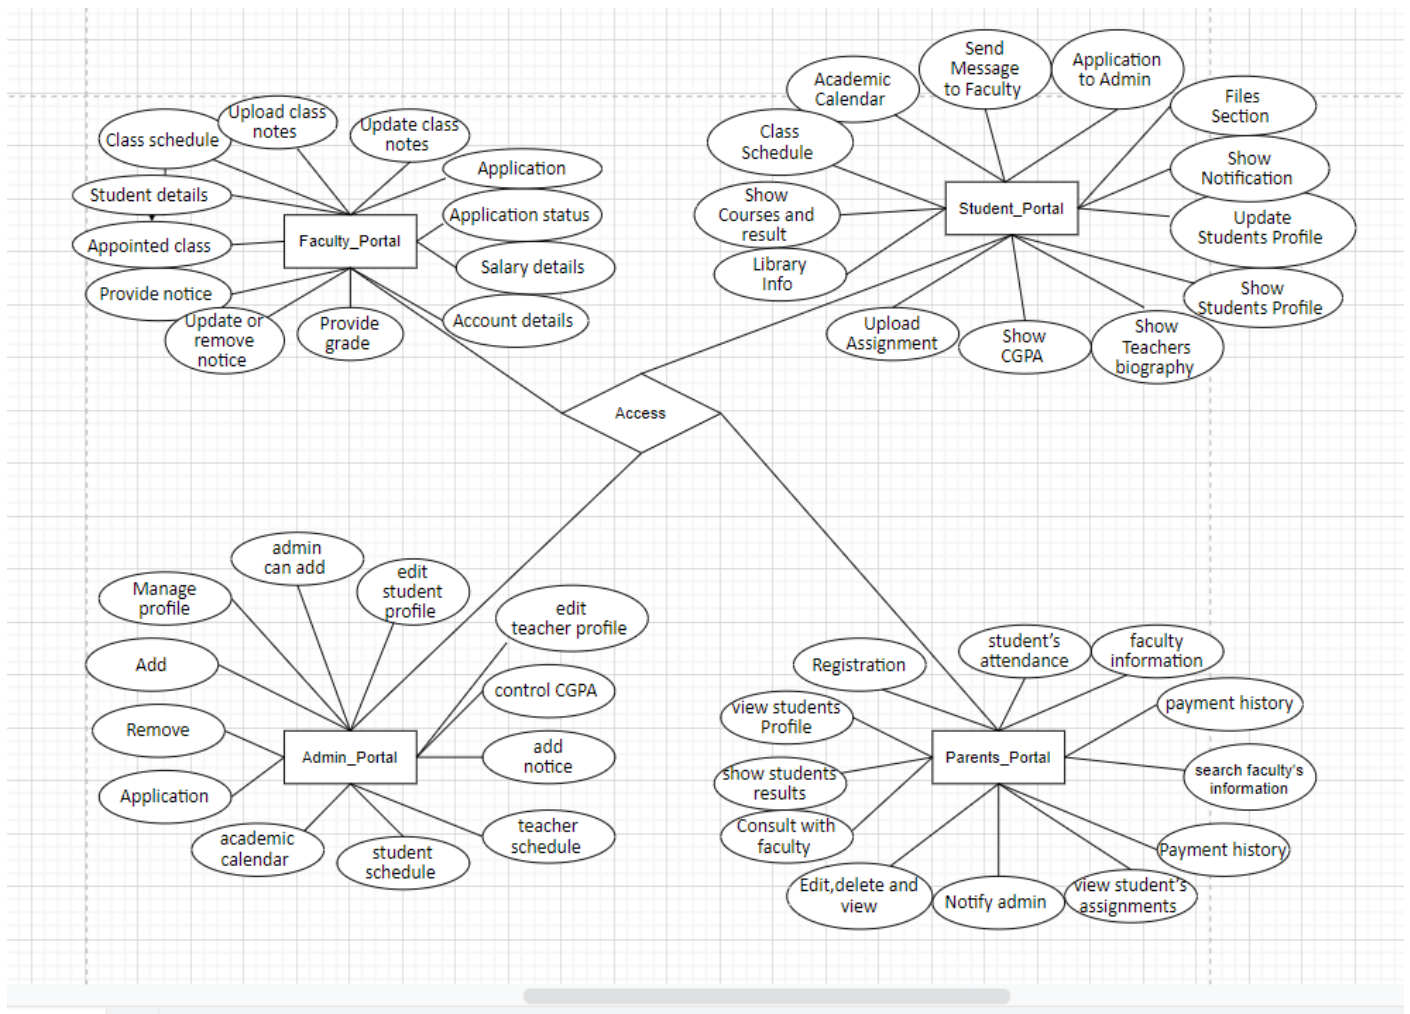 Class schedule
Upload class
notes
Update class
notes
Application
Student details
Application status
Appointed class
Faculty_Portal
Salary details
Provide notice
Update or
remove
notice
Provide
grade
Account details
Academic
Calendar
Send
Message
to Faculty
Application
to Admin
Files
Section
Class
Schedule
Show
Notification
Show
Courses and
result
Student_Portal
Update
Students Profile
Library
Info
Show
Students Profile
Upload
Assignment
Show
CGPA
Show
Teachers
biography
Access
admin
can add
Manage
profile
edit
student
profile
edit
teacher profile
Add
control CGPA
Remove
Admin_Portal
add
notice
Application
academic
calendar
student
schedule
teacher
schedule
Registration
student's
attendance
faculty
information
view students
Profile
payment history
Parents_Portal
show students
results
search faculty's
information
Consult with
faculty
Payment history
Edit,delete and
view
Notify admin
view student's
assignments